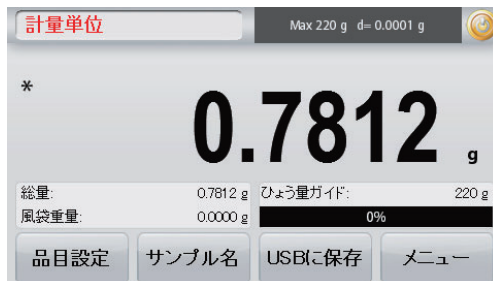 計量単位 Max 220 g d= 0.0001 g
*
0.7812 g
総量: 0.7812 g ひょう量ガイド: 220 g
風袋重量: 0.0000 g 0%
品目設定 サンプル名 USBに保存 メニュー